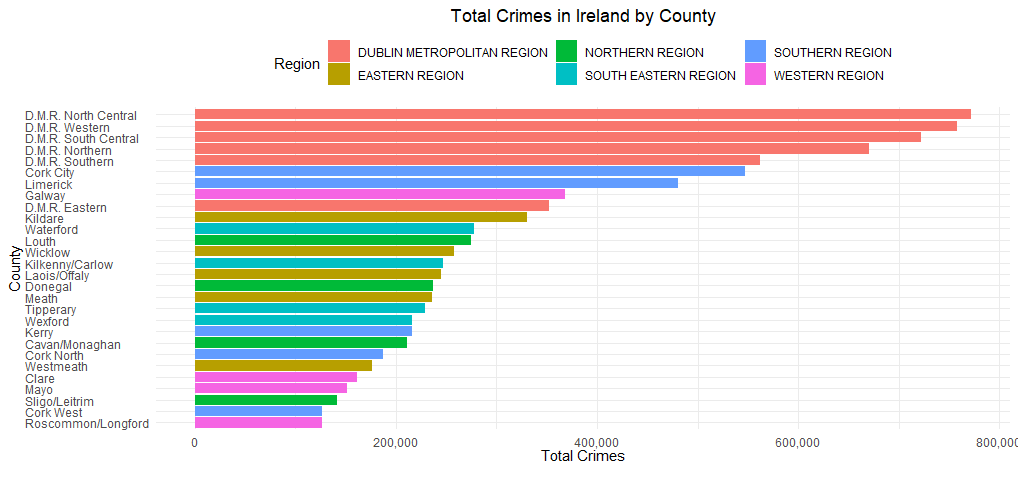 Total Crimes in Ireland by County
Region
DUBLIN METROPOLITAN REGION
NORTHERN REGION
SOUTHERN REGION
EASTERN REGION
SOUTH EASTERN REGION
WESTERN REGION
County
D.M.R. North Central
D.M.R. Western
D.M.R. South Central
D.M.R. Northern
D.M.R. Southern
Cork City
Limerick
Galway
D.M.R. Eastern
Kildare
Waterford
Louth
Wicklow
Kilkenny/Carlow
Laois/Offaly
Donegal
Meath
Tipperary
Wexford
Kerry
Cavan/Monaghan
Cork North
Westmeath
Clare
Mayo
Sligo/Leitrim
Cork West
Roscommon/Longford
0 200,000 400,000 600,000 800,000
Total Crimes